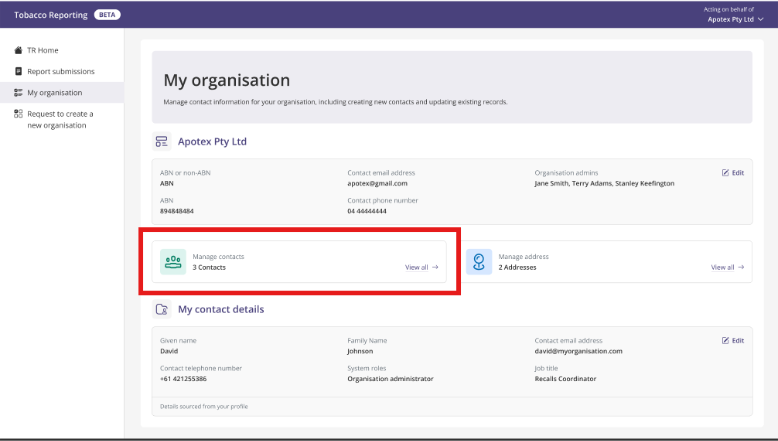 Tobacco Reporting BETA
Acting on behalf of
Apotex Pty Ltd
TR Home
Report submissions
My organisation
Request to create a
new organisation
My organisation
Manage contact information for your organisation, including creating new contacts and updating existing records.
Apotex Pty Ltd
ABN or non-ABN
ABN
Contact email address
apotex@gmail.com
Organisation admins
Jane Smith, Terry Adams, Stanley Keefington
Edit
ABN
894848484
Contact phone number
04 44444444
Manage contacts
3 Contacts
View all →
Manage address
2 Addresses
View all →
My contact details
Given name
David
Family Name
Johnson
Contact email address
david@myorganisation.com
Edit
Contact telephone number
+61 421255386
System roles
Organisation administrator
Job title
Recalls Coordinator
Details sourced from your profile